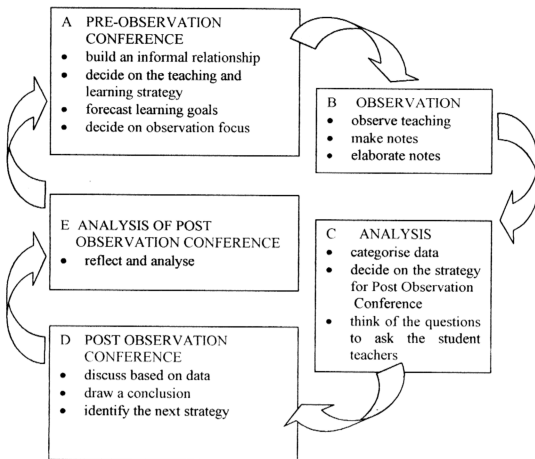 A PRE-OBSERVATION
CONFERENCE
• build an informal relationship
• decide on the teaching and
learning strategy
• forecast learning goals
• decide on observation focus
B OBSERVATION
• observe teaching
• make notes
• elaborate notes
C ANALYSIS
• categorise data
• decide on the strategy
for Post Observation
Conference
• think of the questions
to ask the student
teachers
D POST OBSERVATION
CONFERENCE
• discuss based on data
• draw a conclusion
• identify the next strategy
E ANALYSIS OF POST
OBSERVATION CONFERENCE
• reflect and analyse